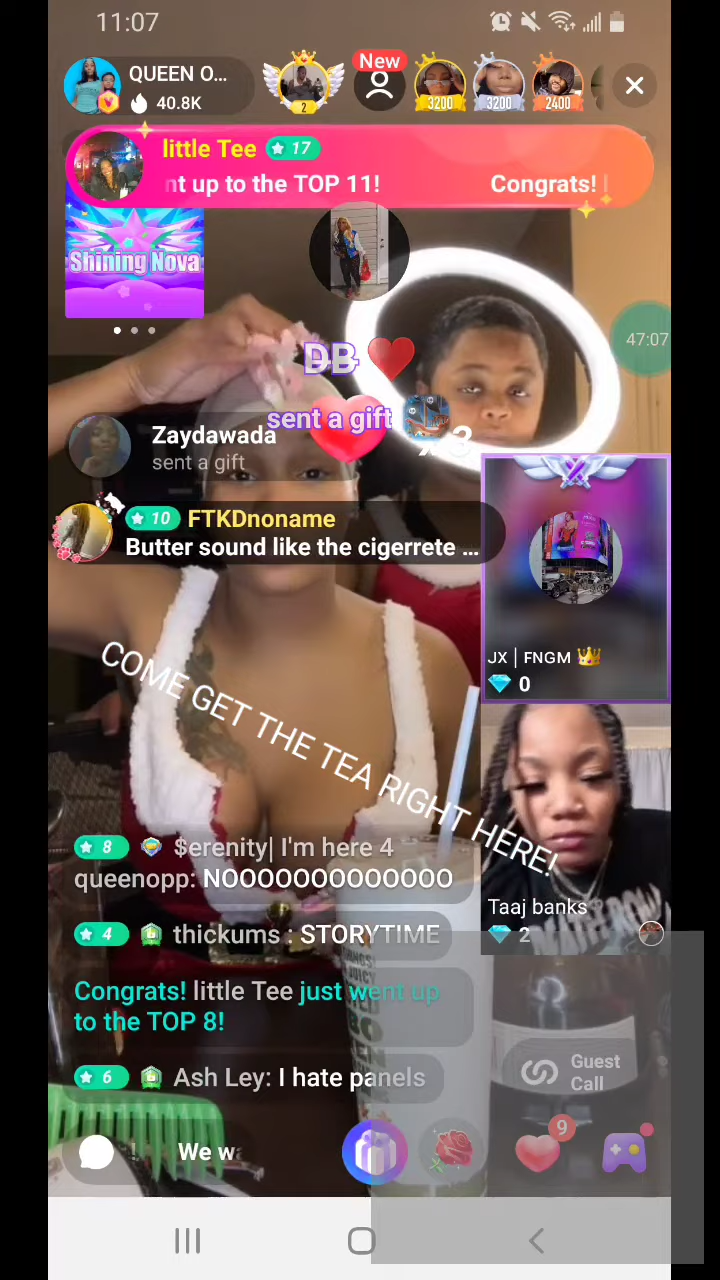 11:07
QUEEN O...
40.8K
2
New
3200
3200
2400
little Tee 17
nt up to the TOP 11!
Congrats!
Shining Nova
47:07
DB
sent a gift
x3
Zaydawada
sent a gift
10 FTKDnoname
Butter sound like the cigerrete ...
JX | FNGM
0
COME GET THE TEA RIGHT HERE!
8 $erenity| I'm here 4
queenopp: NOOOOOOOOOOOOO
4 thickums : STORYTIME
Taaj banks
2
Congrats! little Tee just went up
to the TOP 8!
6 Ash Ley: I hate panels
Guest
Call
! We w
9